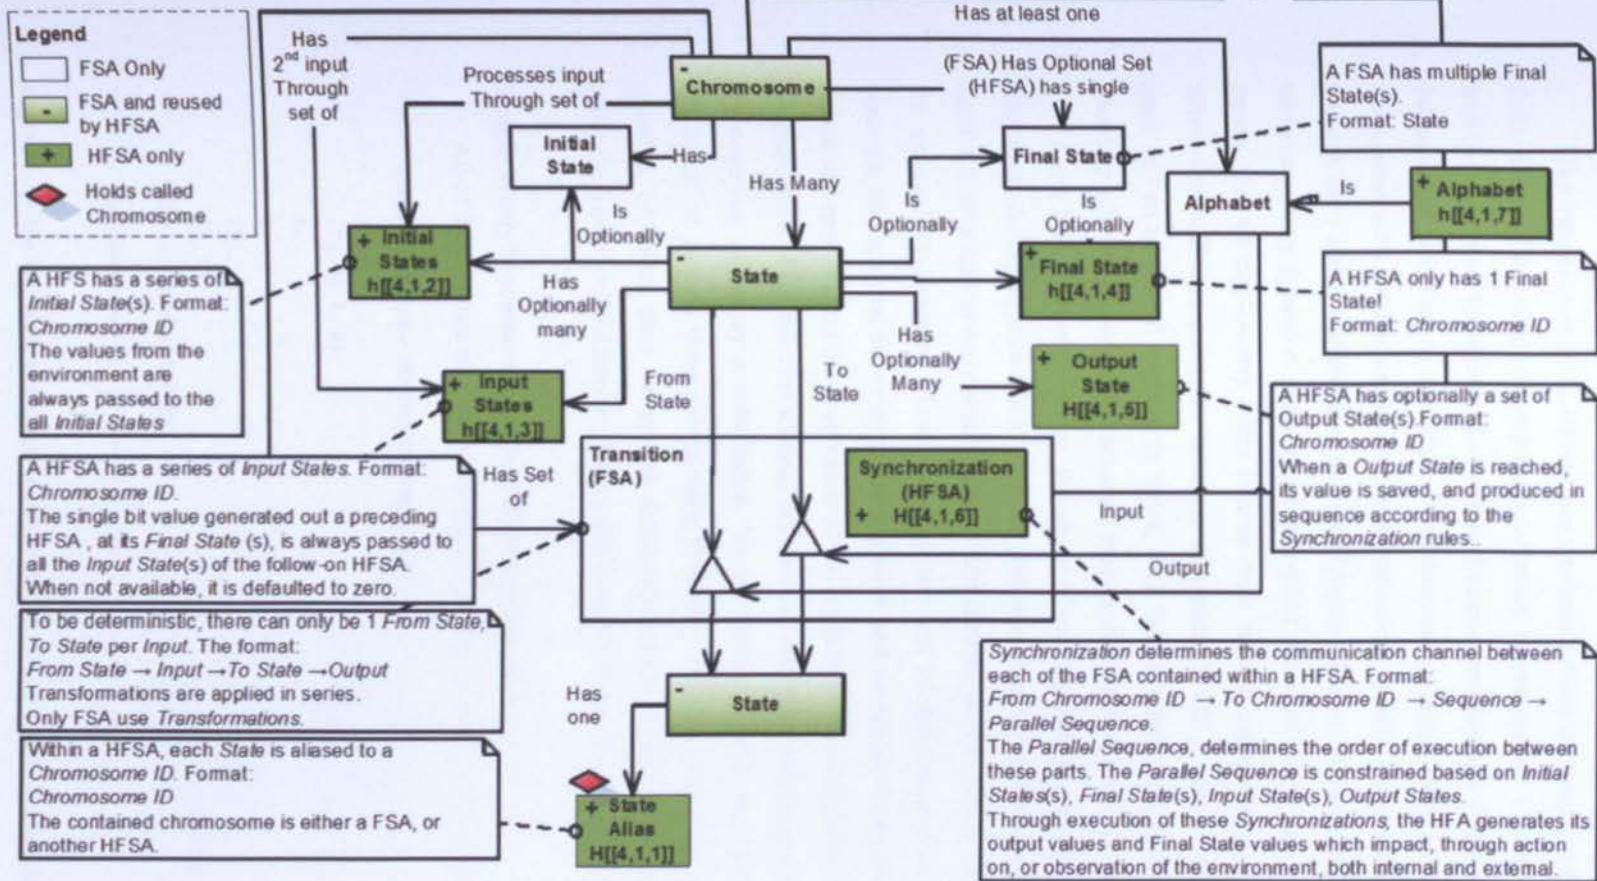 Has at least one
Legend
FSA Only
- FSA and reused
by HFSA
+ HFSA only
Holds called
Chromosome
Has
2nd input
Through
set of
Processes input
Through set of
- Chromosome
(FSA) Has Optional Set
(HFSA) has single
A FSA has multiple Final
State(s).
Format: State
Initial
State
Has
Has Many
Final State
Is
Optionally
Is
Optionally
Is
Optionally
Alphabet
Is
+ Alphabet
h[[4,1,7]]
+ Initial
States
h[[4,1,2]]
Has
Optionally
many
- State
+ Final State
h[[4,1,4]]
A HFSA only has 1 Final
State!
Format: Chromosome ID
A HFS has a series of
Initial State(s). Format:
Chromosome ID
The values from the
environment are
always passed to the
all Initial States
+ Input
States
h[[4,1,3]]
From
State
To
State
Has
Optionally
Many
+ Output
State
H[[4,1,5]]
A HFSA has optionally a set of
Output State(s).Format:
Chromosome ID
When a Output State is reached,
its value is saved, and produced in
sequence according to the
Synchronization rules..
A HFSA has a series of Input States. Format:
Chromosome ID.
The single bit value generated out a preceding
HFSA , at its Final State (s), is always passed to
all the Input State(s) of the follow-on HFSA.
When not available, it is defaulted to zero.
Has Set
of
Transition
(FSA)
Synchronization
(HFSA)
+ H[[4,1,6]]
Input
Output
To be deterministic, there can only be 1 From State,
To State per Input. The format:
From State → Input →To State →Output
Transformations are applied in series.
Only FSA use Transformations.
Has
one
- State
Synchronization determines the communication channel between
each of the FSA contained within a HFSA. Format:
From Chromosome ID → To Chromosome ID → Sequence →
Parallel Sequence.
The Parallel Sequence, determines the order of execution between
these parts. The Parallel Sequence is constrained based on Initial
States(s), Final State(s), Input State(s), Output States.
Through execution of these Synchronizations, the HFA generates its
output values and Final State values which impact, through action
on, or observation of the environment, both internal and external.
Within a HFSA, each State is aliased to a
Chromosome ID. Format:
Chromosome ID
The contained chromosome is either a FSA, or
another HFSA.
+ State
Alias
H[[4,1,1]]